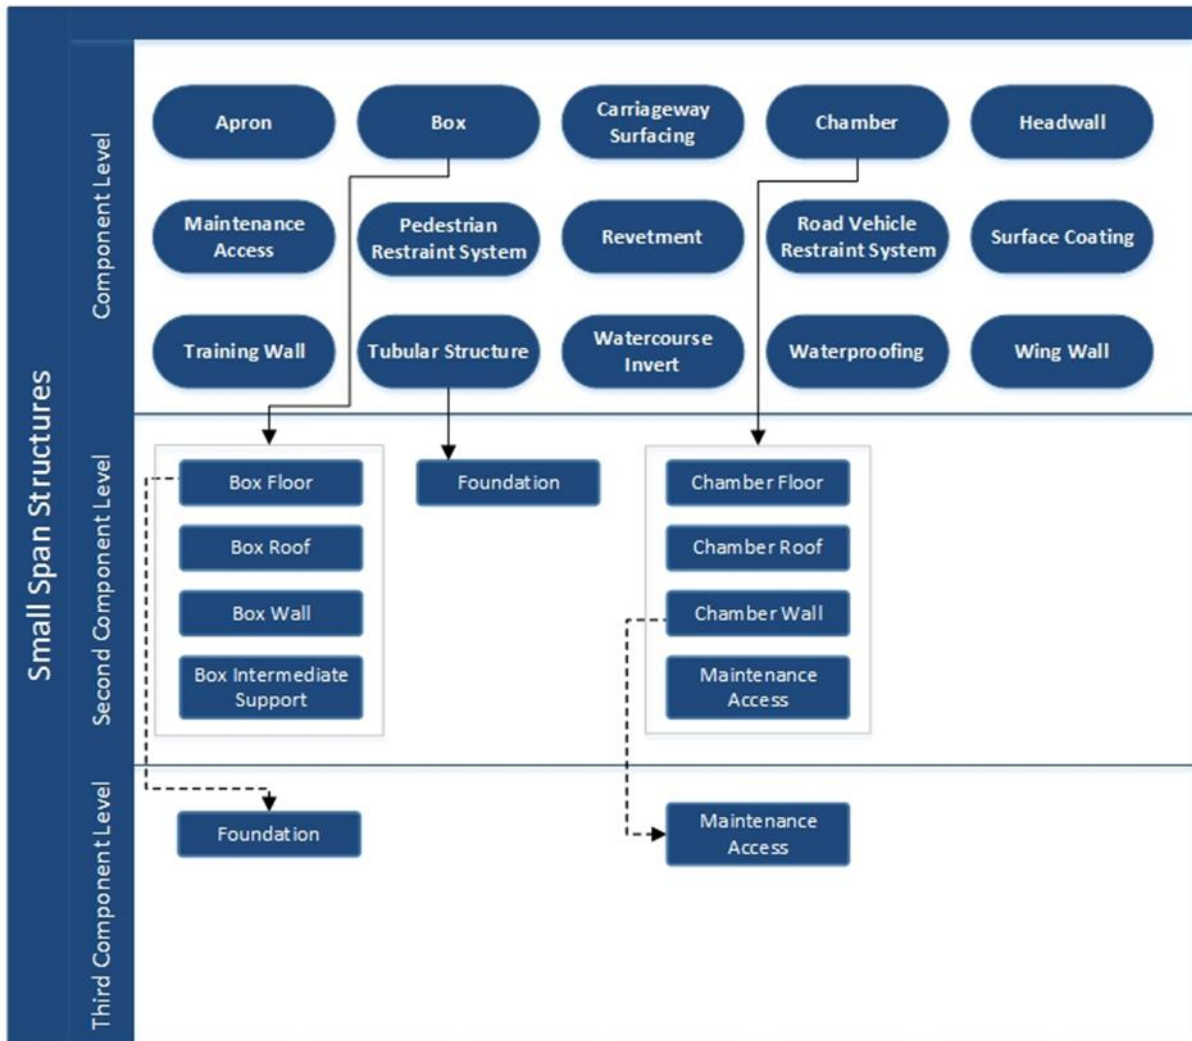 Small Span Structures
Component Level
Apron
Box
Carriageway
Surfacing
Chamber
Headwall
Maintenance
Access
Pedestrian
Restraint System
Revetment
Road Vehicle
Restraint System
Surface Coating
Training Wall
Tubular Structure
Watercourse
Invert
Waterproofing
Wing Wall
Second Component Level
Box Floor
Box Roof
Box Wall
Box Intermediate
Support
Foundation
Chamber Floor
Chamber Roof
Chamber Wall
Maintenance
Access
Third Component Level
Foundation
Maintenance
Access